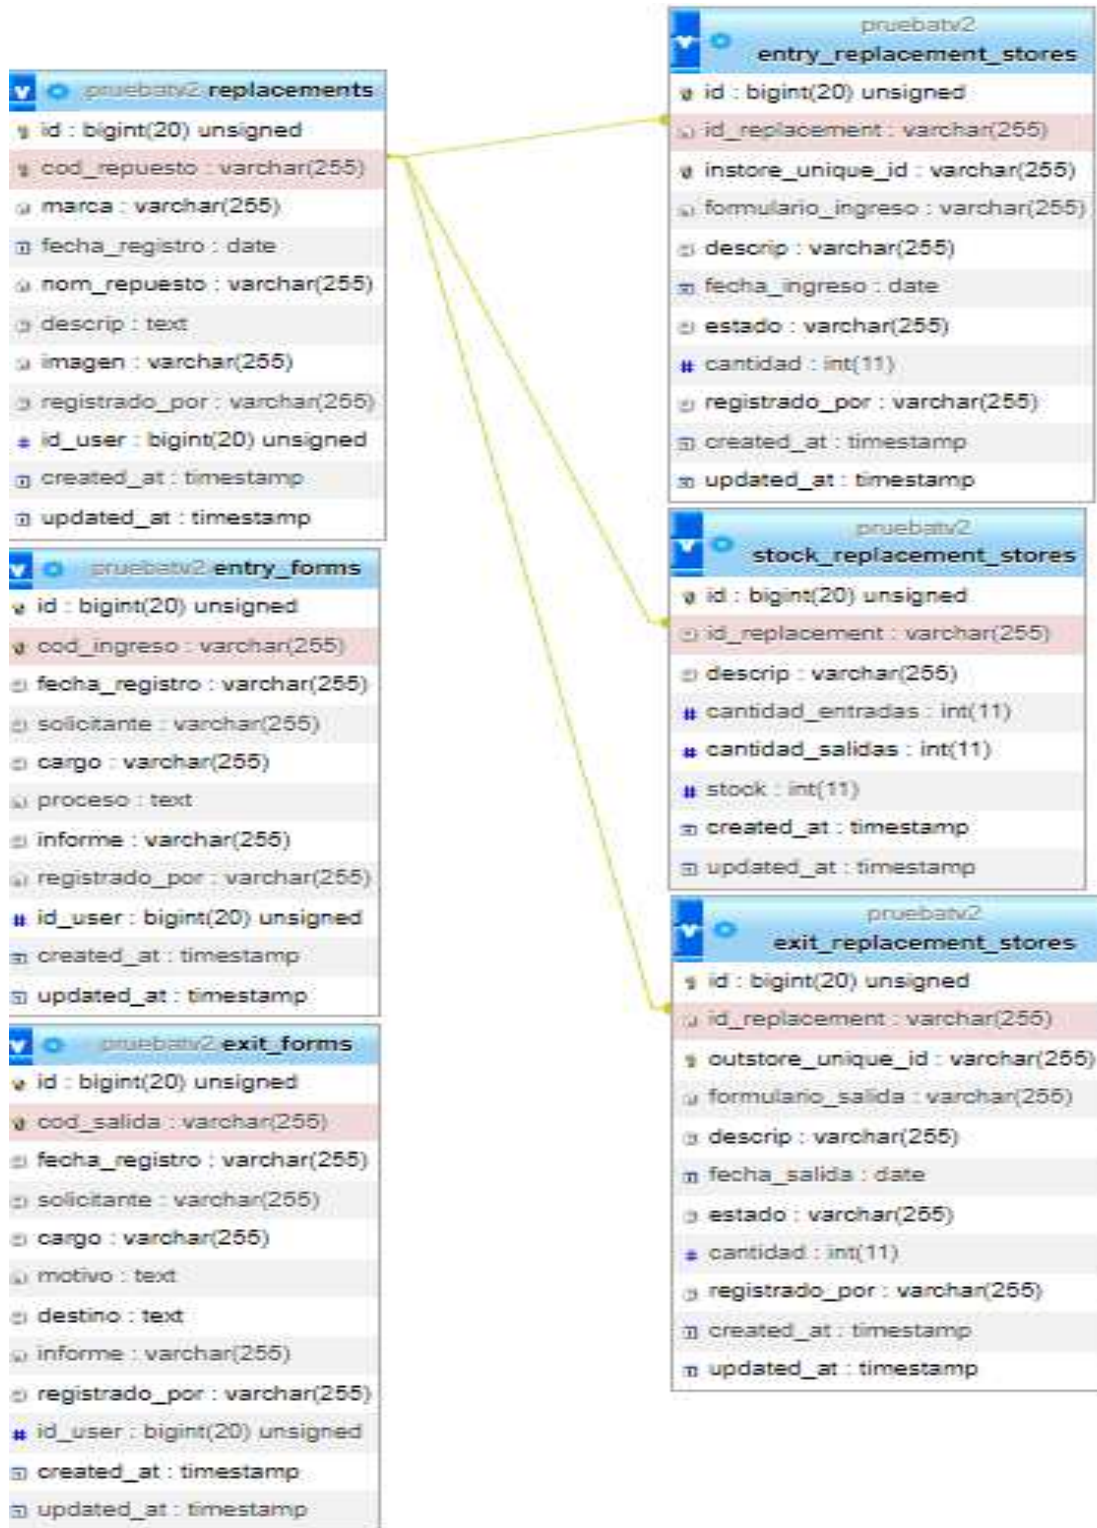 pruebatv2 replacements
id : bigint(20) unsigned
cod_repuesto : varchar(255)
marca : varchar(255)
fecha_registro : date
nom_repuesto : varchar(255)
descrip : text
imagen : varchar(255)
registrado_por : varchar(255)
# id_user : bigint(20) unsigned
created_at : timestamp
updated_at : timestamp
pruebatv2 entry_forms
id : bigint(20) unsigned
cod_ingreso : varchar(255)
fecha_registro : varchar(255)
solicitante : varchar(255)
cargo : varchar(255)
proceso : text
informe : varchar(255)
registrado_por : varchar(255)
# id_user : bigint(20) unsigned
created_at : timestamp
updated_at : timestamp
pruebatv2 exit_forms
id : bigint(20) unsigned
cod_salida : varchar(255)
fecha_registro : varchar(255)
solicitante : varchar(255)
cargo : varchar(255)
motivo : text
destino : text
informe : varchar(255)
registrado_por : varchar(255)
# id_user : bigint(20) unsigned
created_at : timestamp
updated_at : timestamp
pruebatv2
entry_replacement_stores
id : bigint(20) unsigned
id_replacement : varchar(255)
instore_unique_id : varchar(255)
formulario_ingreso : varchar(255)
descrip : varchar(255)
fecha_ingreso : date
estado : varchar(255)
# cantidad : int(11)
registrado_por : varchar(255)
created_at : timestamp
updated_at : timestamp
pruebatv2
stock_replacement_stores
id : bigint(20) unsigned
id_replacement : varchar(255)
descrip : varchar(255)
# cantidad_entradas : int(11)
# cantidad_salidas : int(11)
# stock : int(11)
created_at : timestamp
updated_at : timestamp
pruebatv2
exit_replacement_stores
id : bigint(20) unsigned
id_replacement : varchar(255)
outstore_unique_id : varchar(255)
formulario_salida : varchar(255)
descrip : varchar(255)
fecha_salida : date
estado : varchar(255)
# cantidad : int(11)
registrado_por : varchar(255)
created_at : timestamp
updated_at : timestamp